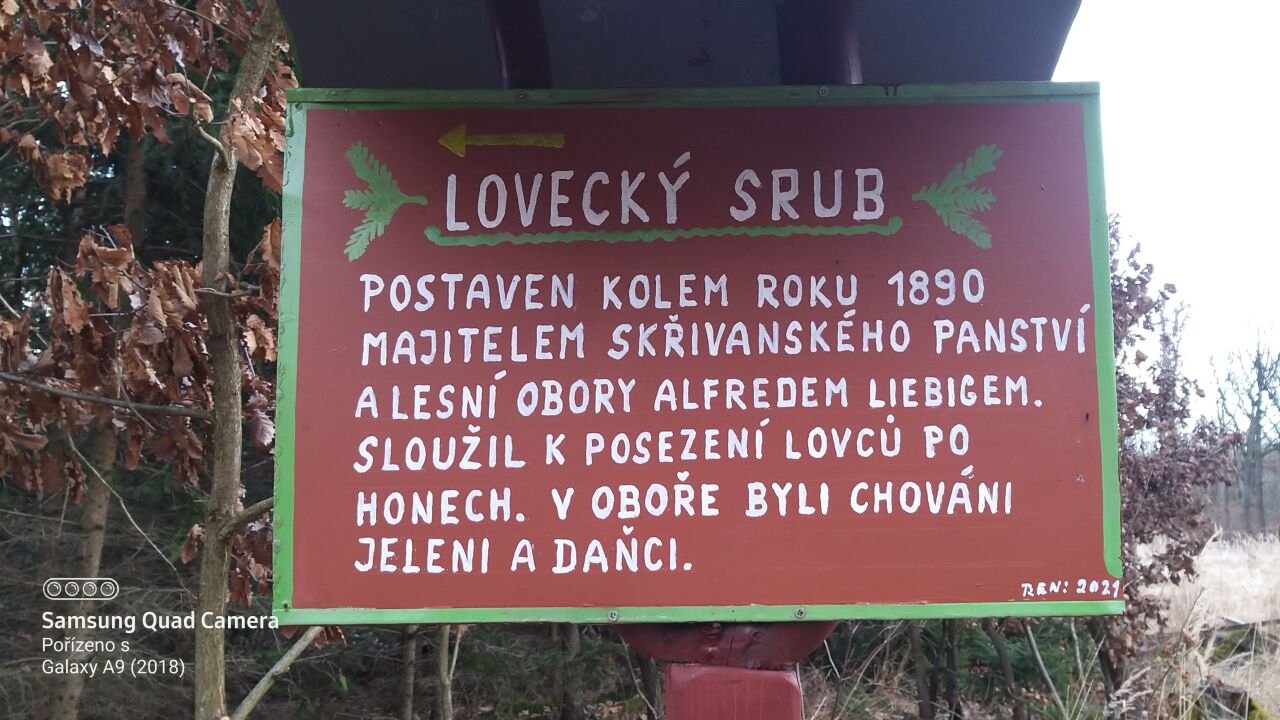 LOVECKÝ SRUB
POSTAVEN KOLEM ROKU 1890
MAJITELEM SKŘIVANSKÉHO PANSTVÍ
A LESNÍ OBORY ALFREDEM LIEBIGEM.
SLOUŽIL K POSEZENÍ LOVCŮ PO
HONECH. V OBOŘE BYLI CHOVÁNI
JELENI A DAŇCI.
REN: 2021
Samsung Quad Camera
Pořízeno s
Galaxy A9 (2018)